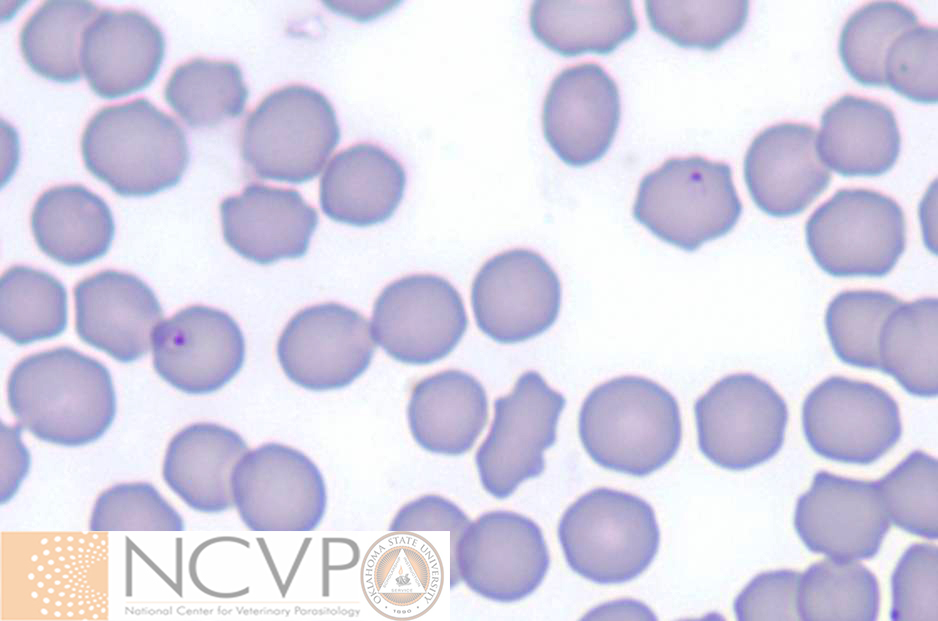 NCVP
National Center for Veterinary Parasitology
OKLAHOMA STATE UNIVERSITY
1890